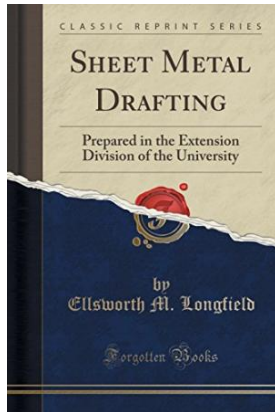 CLASSIC REPRINT SERIES
SHEET METAL
DRAFTING
Prepared in the Extension
Division of the University
by
Ellsworth M. Longfield
Forgotten Books